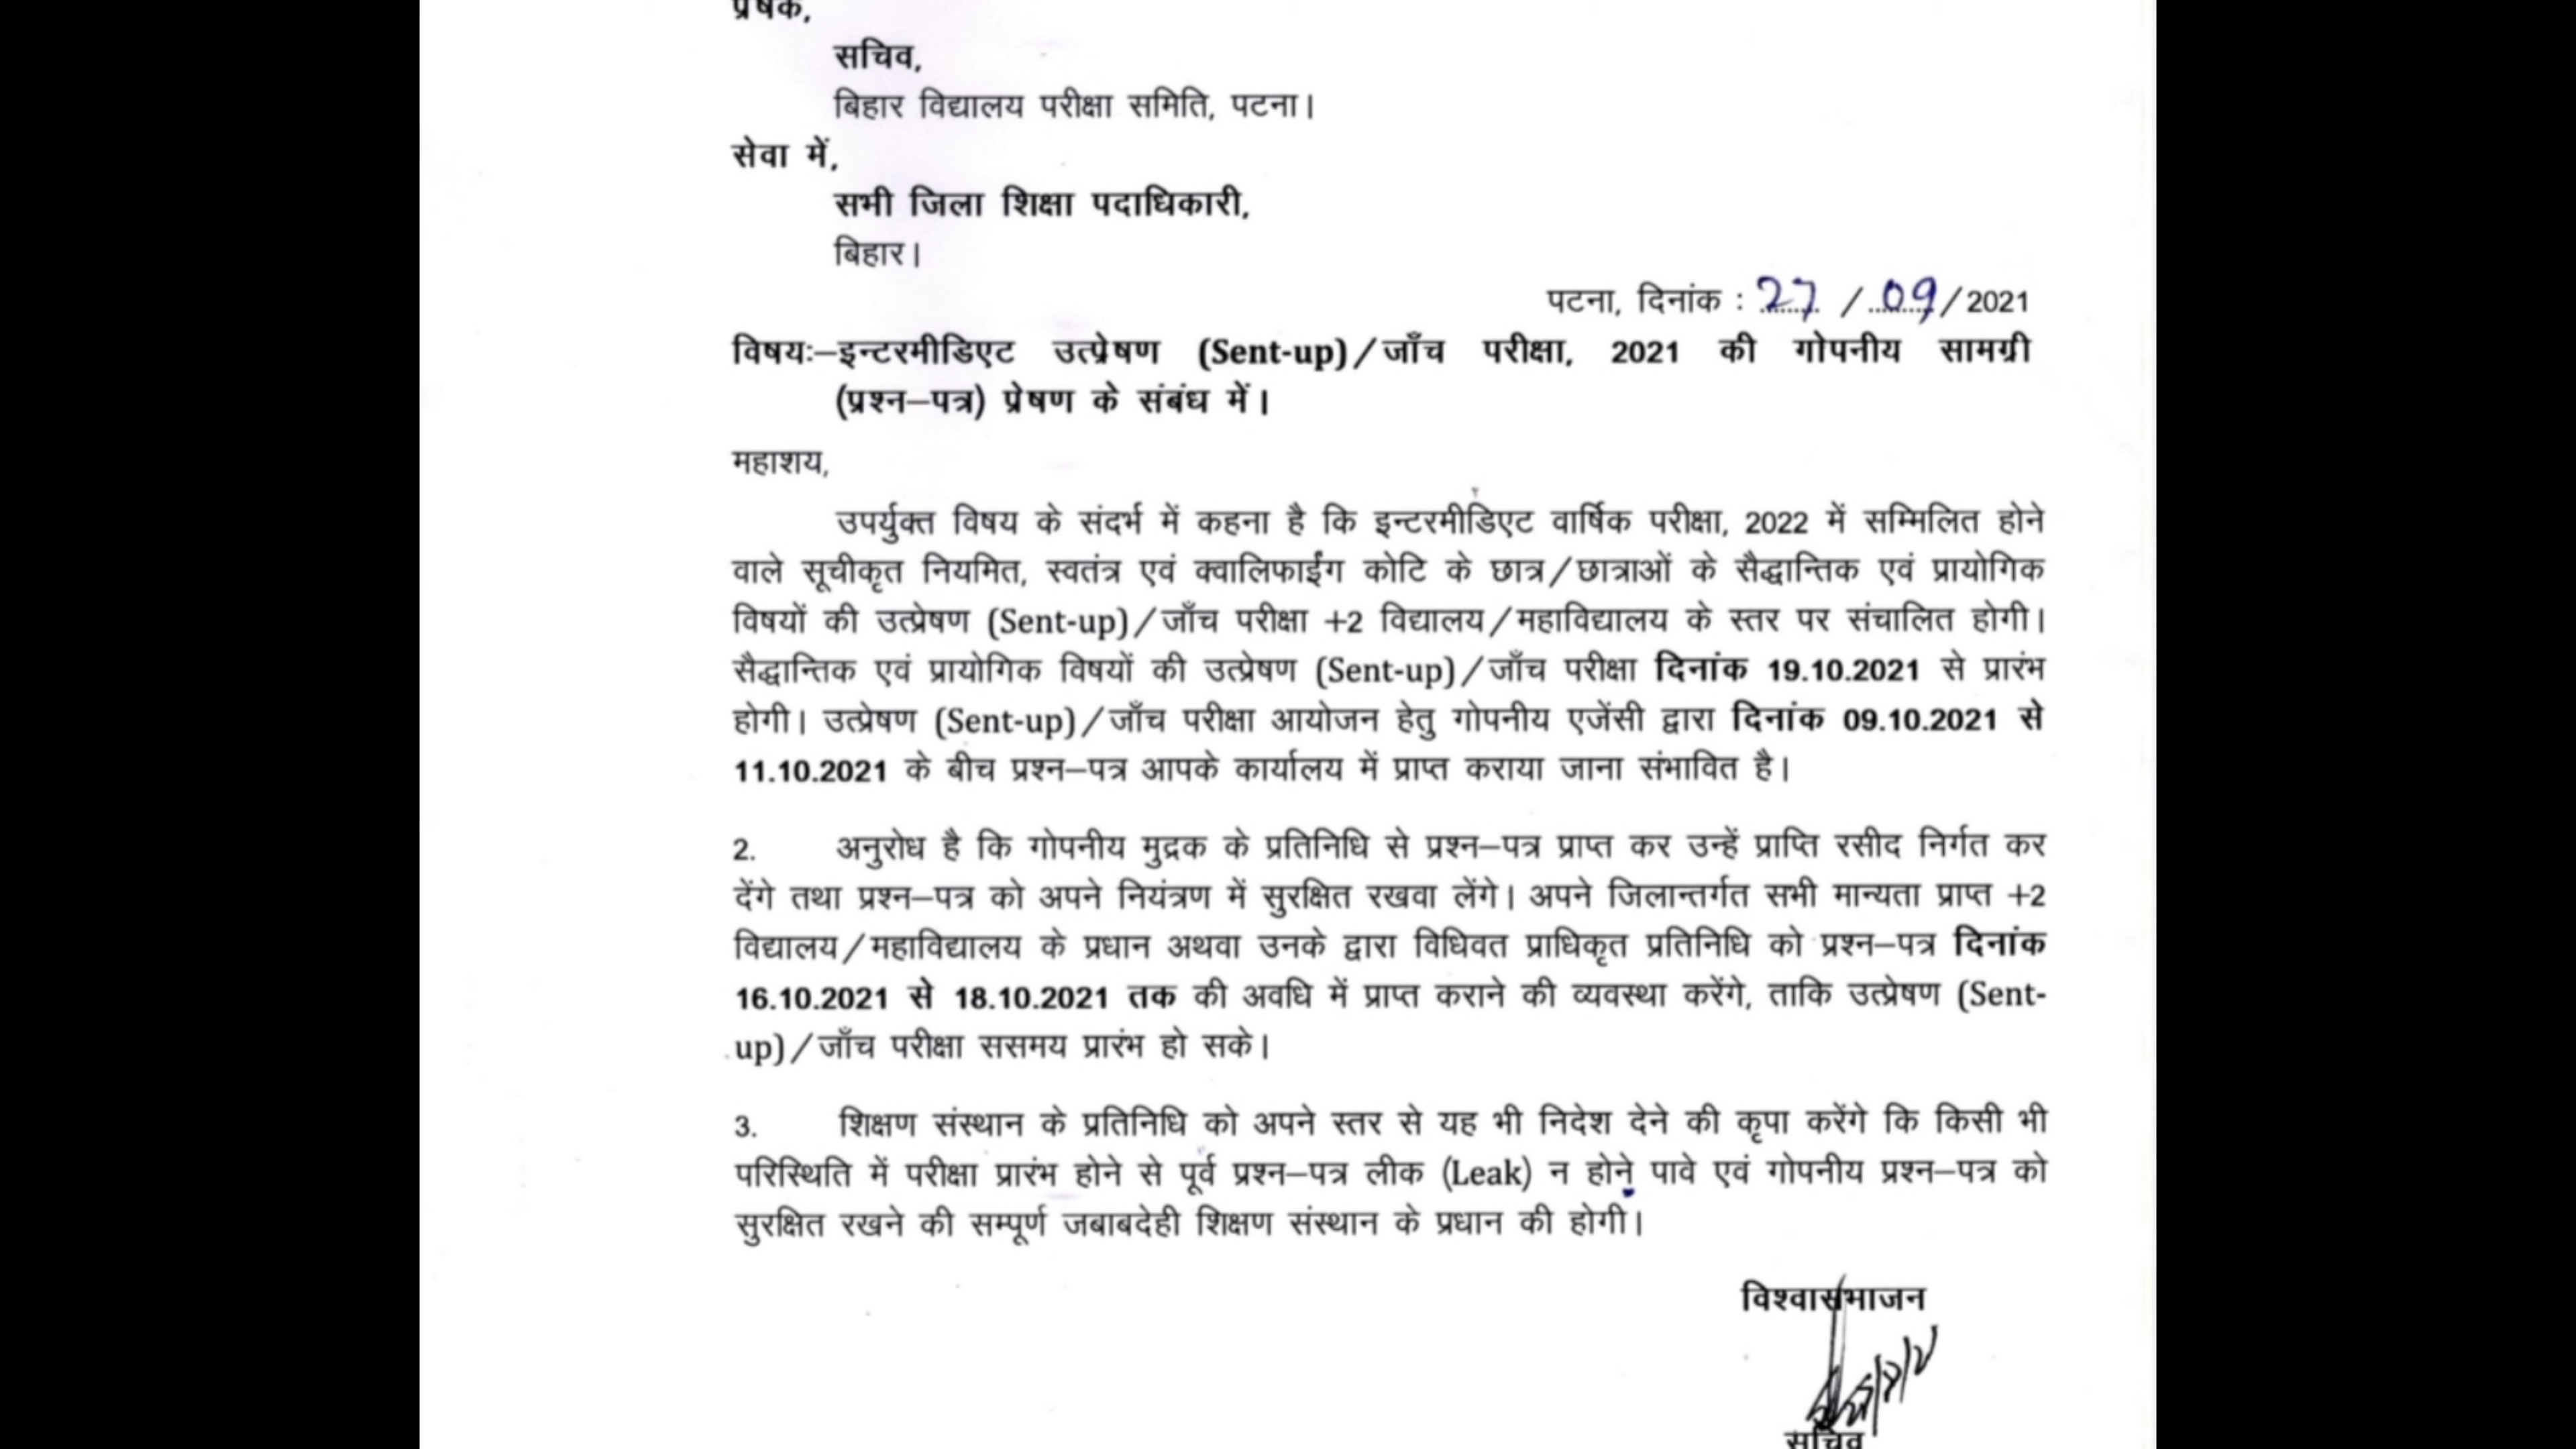 प्रेषक,
सचिव,
बिहार विद्यालय परीक्षा समिति, पटना।
सेवा में,
सभी जिला शिक्षा पदाधिकारी,
बिहार।
पटना, दिनांक : 27 / 09 / 2021
विषयः–इन्टरमीडिएट उत्प्रेषण (Sent-up)/जाँच परीक्षा, 2021 की गोपनीय सामग्री
(प्रश्न–पत्र) प्रेषण के संबंध में।
महाशय,
उपर्युक्त विषय के संदर्भ में कहना है कि इन्टरमीडिएट वार्षिक परीक्षा, 2022 में सम्मिलित होने
वाले सूचीकृत नियमित, स्वतंत्र एवं क्वालिफाईंग कोटि के छात्र/छात्राओं के सैद्धान्तिक एवं प्रायोगिक
विषयों की उत्प्रेषण (Sent-up)/जाँच परीक्षा +2 विद्यालय/महाविद्यालय के स्तर पर संचालित होगी।
सैद्धान्तिक एवं प्रायोगिक विषयों की उत्प्रेषण (Sent-up)/जाँच परीक्षा दिनांक 19.10.2021 से प्रारंभ
होगी। उत्प्रेषण (Sent-up)/जाँच परीक्षा आयोजन हेतु गोपनीय एजेंसी द्वारा दिनांक 09.10.2021 से
11.10.2021 के बीच प्रश्न–पत्र आपके कार्यालय में प्राप्त कराया जाना संभावित है।
2. अनुरोध है कि गोपनीय मुद्रक के प्रतिनिधि से प्रश्न–पत्र प्राप्त कर उन्हें प्राप्ति रसीद निर्गत कर
देंगे तथा प्रश्न–पत्र को अपने नियंत्रण में सुरक्षित रखवा लेंगे। अपने जिलान्तर्गत सभी मान्यता प्राप्त +2
विद्यालय/महाविद्यालय के प्रधान अथवा उनके द्वारा विधिवत प्राधिकृत प्रतिनिधि को प्रश्न–पत्र दिनांक
16.10.2021 से 18.10.2021 तक की अवधि में प्राप्त कराने की व्यवस्था करेंगे, ताकि उत्प्रेषण (Sent-
up)/जाँच परीक्षा ससमय प्रारंभ हो सके।
3. शिक्षण संस्थान के प्रतिनिधि को अपने स्तर से यह भी निदेश देने की कृपा करेंगे कि किसी भी
परिस्थिति में परीक्षा प्रारंभ होने से पूर्व प्रश्न–पत्र लीक (Leak) न होने पावे एवं गोपनीय प्रश्न–पत्र को
सुरक्षित रखने की सम्पूर्ण जबाबदेही शिक्षण संस्थान के प्रधान की होगी।
विश्वासभाजन
सचिव